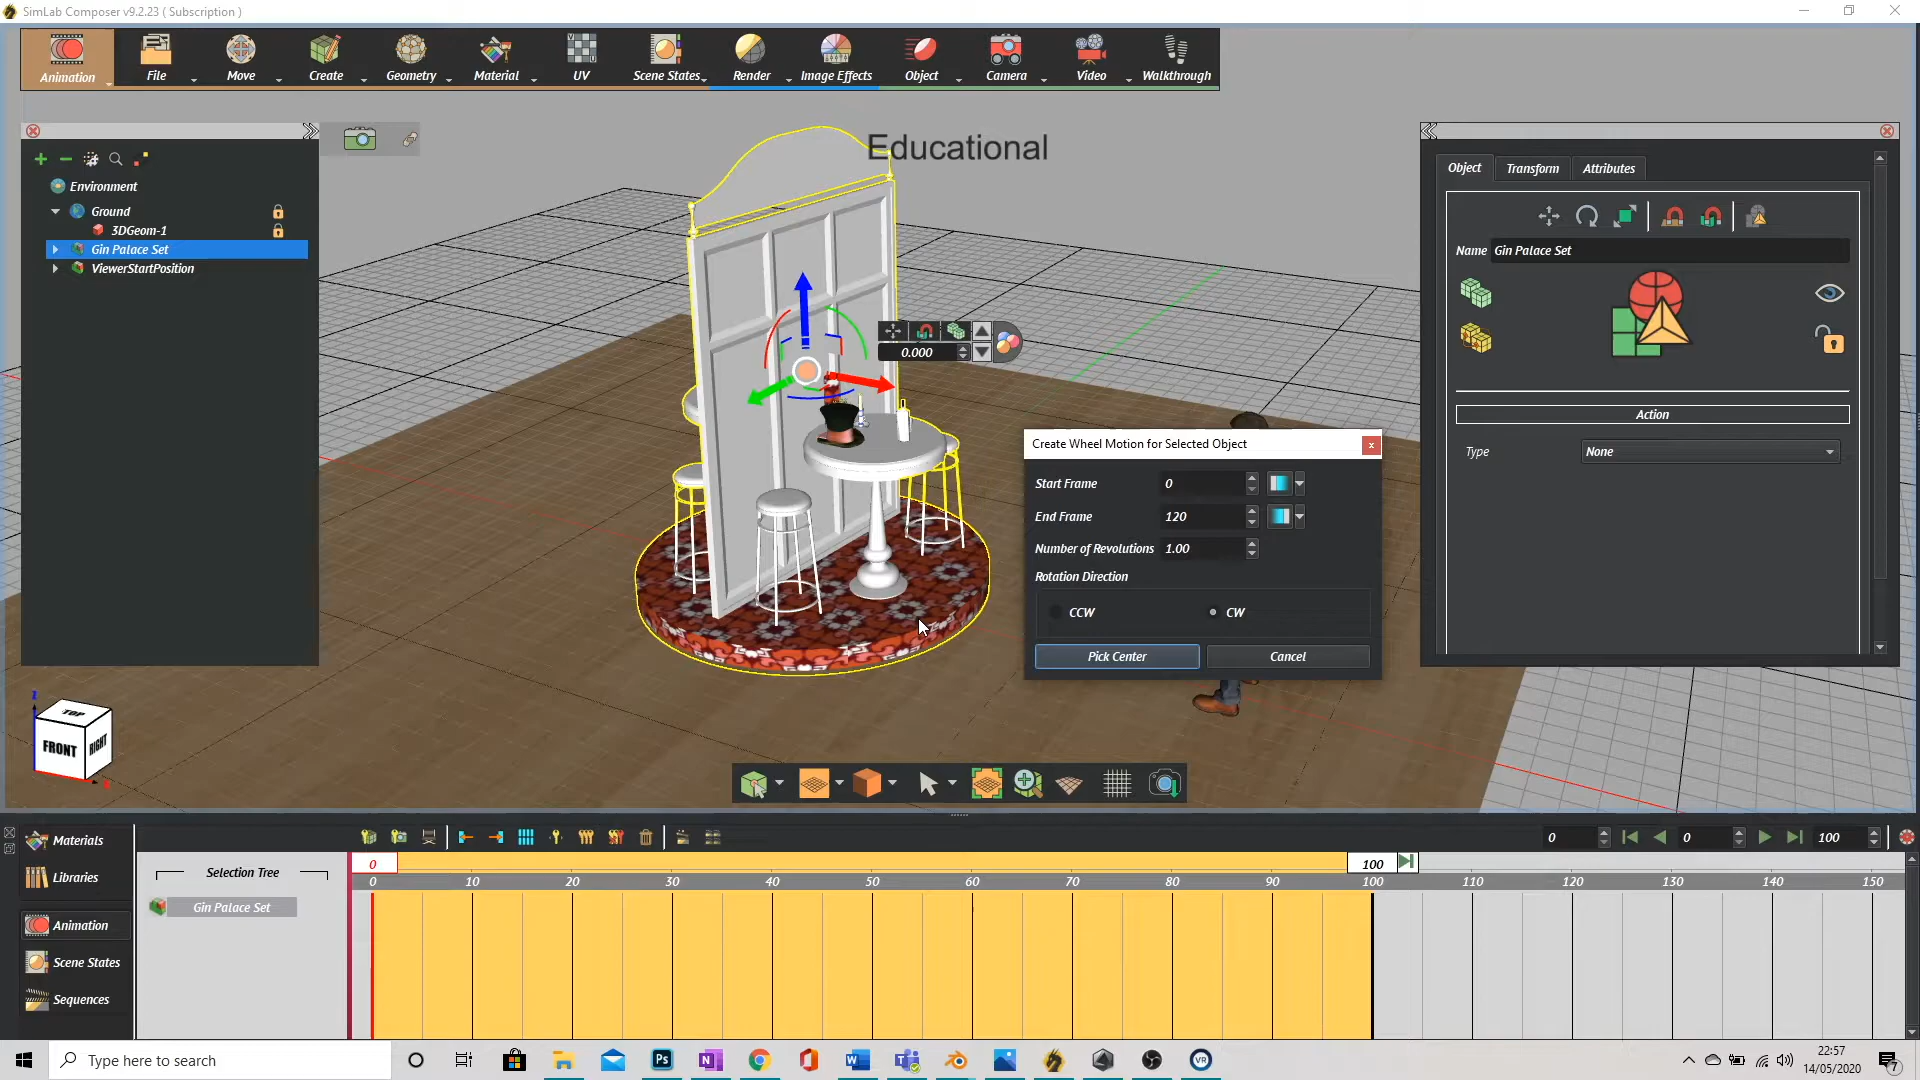 SimLab Composer v9.2.23 ( Subscription )
Animation
File
Move
Create
Geometry
Material
UV
Scene States
Render
Image Effects
Object
Camera
Video
Walkthrough
Educational
Environment
Ground
3DGeom-1
Gin Palace Set
ViewerStartPosition
0.000
Object
Transform
Attributes
Name
Gin Palace Set
Action
Type
None
Create Wheel Motion for Selected Object
x
Start Frame
0
End Frame
120
Number of Revolutions
1.00
Rotation Direction
CCW
CW
Pick Center
Cancel
Z
TOP
FRONT
RIGHT
X
Materials
Libraries
Animation
Scene States
Sequences
Selection Tree
Gin Palace Set
0
0
100
0
100
0 10 20 30 40 50 60 70 80 90 100 110 120 130 140 150
Type here to search
22:57
14/05/2020
7